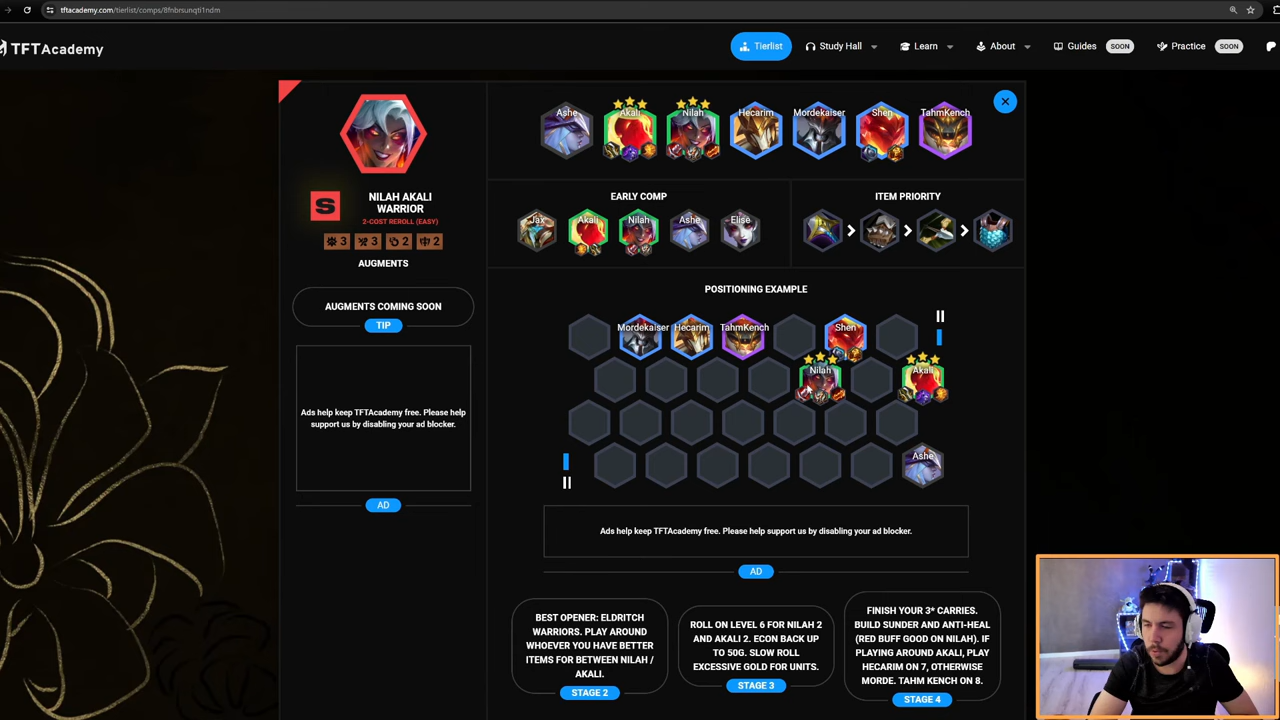 tftacademy.com/tierlist/comps/8fnbrsunqti1ndm
TFTAcademy
Tierlist
Study Hall
Learn
About
Guides
SOON
Practice
SOON
S
NILAH AKALI
WARRIOR
2-COST REROLL (EASY)
3
3
2
2
AUGMENTS
AUGMENTS COMING SOON
TIP
Ads help keep TFTAcademy free. Please help
support us by disabling your ad blocker.
AD
Ashe
Akali
Nilah
Hecarim
Mordekaiser
Shen
TahmKench
EARLY COMP
Jax
Akali
Nilah
Ashe
Elise
ITEM PRIORITY
POSITIONING EXAMPLE
Mordekaiser
Hecarim
TahmKench
Shen
Nilah
Akali
Ashe
Ads help keep TFTAcademy free. Please help support us by disabling your ad blocker.
AD
BEST OPENER: ELDRITCH
WARRIORS. PLAY AROUND
WHOEVER YOU HAVE BETTER
ITEMS FOR BETWEEN NILAH /
AKALI.
STAGE 2
ROLL ON LEVEL 6 FOR NILAH 2
AND AKALI 2. ECON BACK UP
TO 50G. SLOW ROLL
EXCESSIVE GOLD FOR UNITS.
STAGE 3
FINISH YOUR 3* CARRIES.
BUILD SUNDER AND ANTI-HEAL
(RED BUFF GOOD ON NILAH). IF
PLAYING AROUND AKALI, PLAY
HECARIM ON 7, OTHERWISE
MORDE. TAHM KENCH ON 8.
STAGE 4